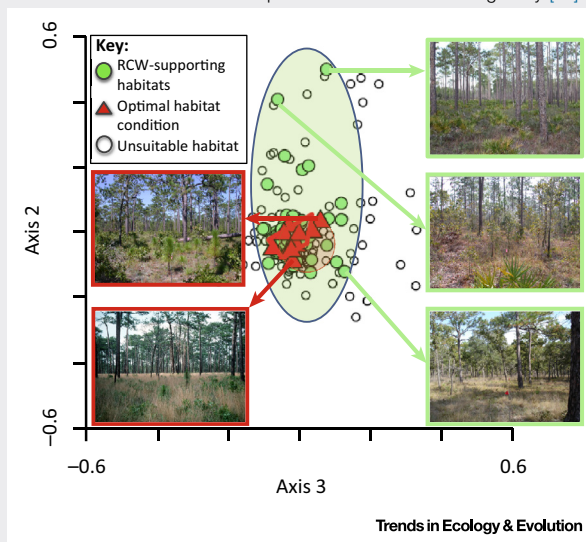 0.6
Key:
RCW-supporting
habitats
Optimal habitat
condition
Unsuitable habitat
Axis 2
−0.6
−0.6
0.6
Axis 3
Trends in Ecology & Evolution